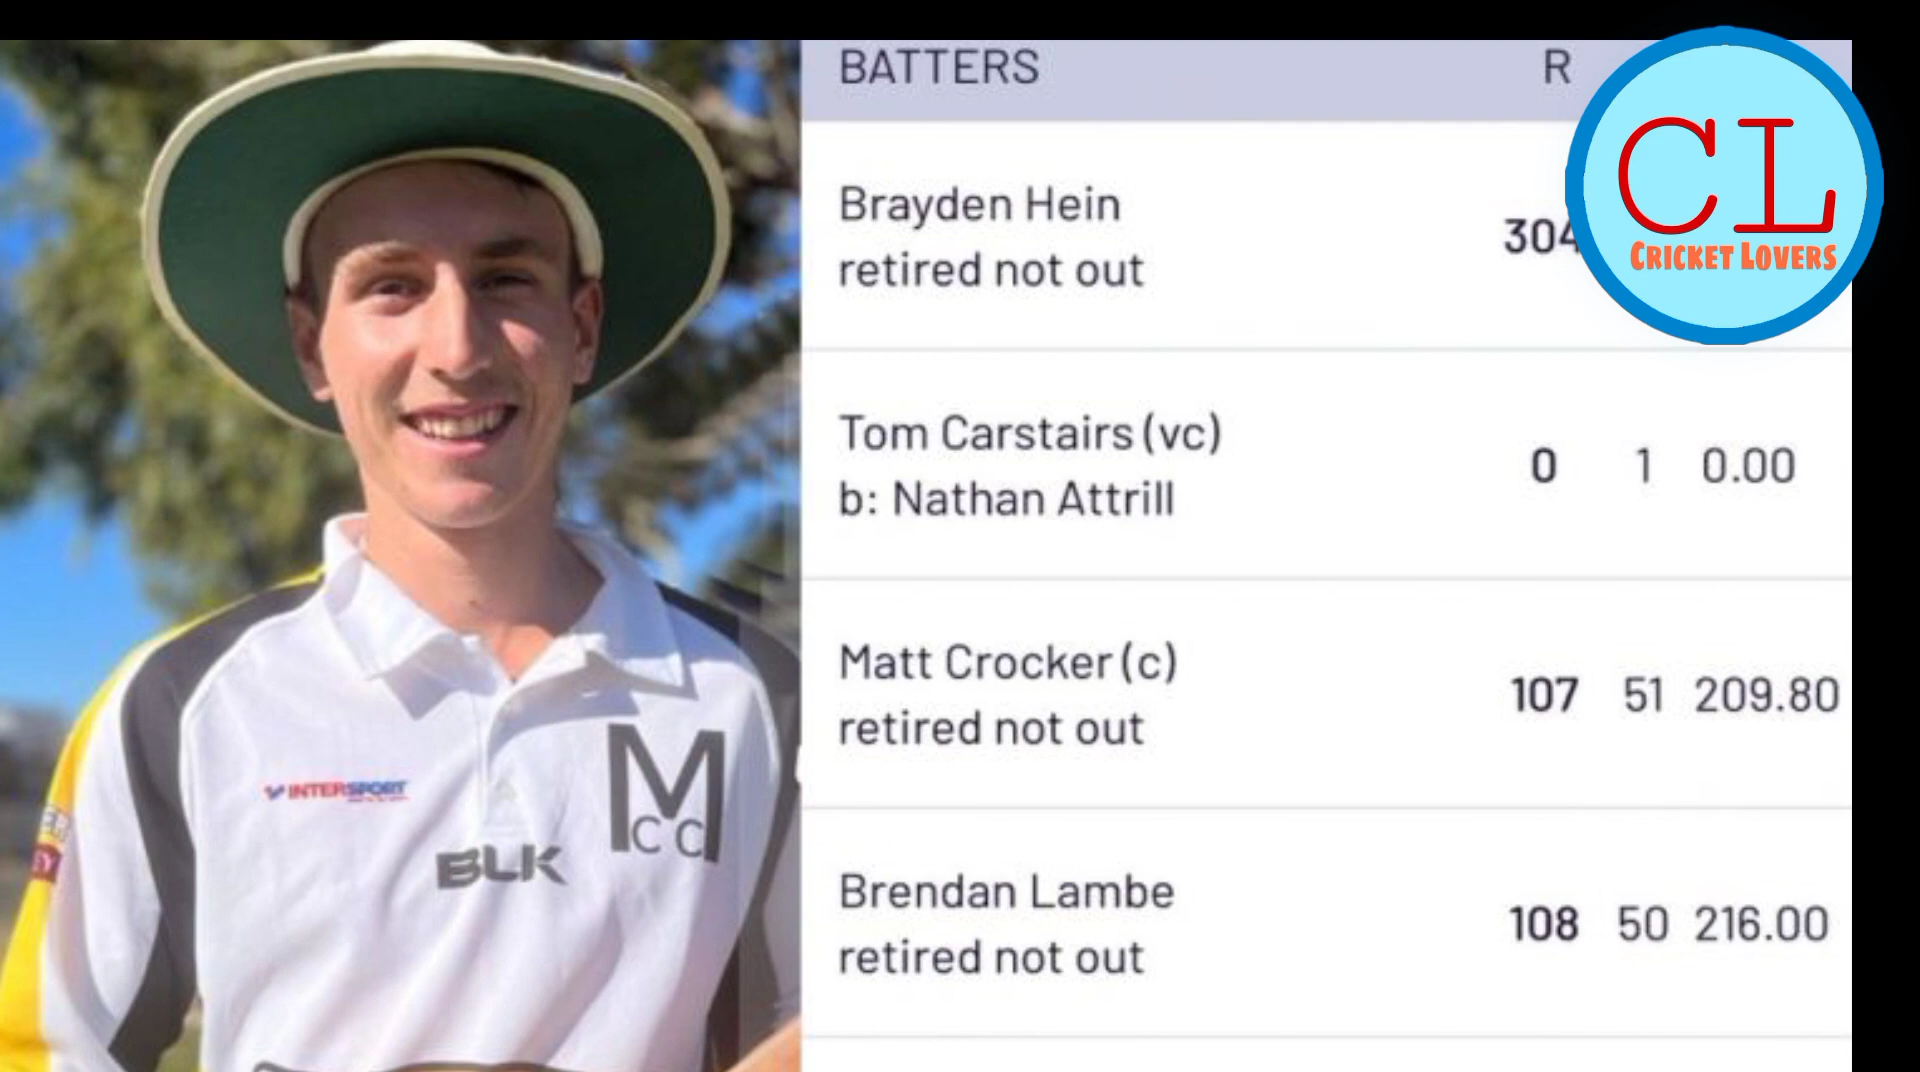 BATTERS R
Brayden Hein
retired not out
304
Tom Carstairs (vc)
b: Nathan Attrill
0 1 0.00
Matt Crocker (c)
retired not out
107 51 209.80
Brendan Lambe
retired not out
108 50 216.00
CL
CRICKET LOVERS
INTERSPORT
BLK
M
CC